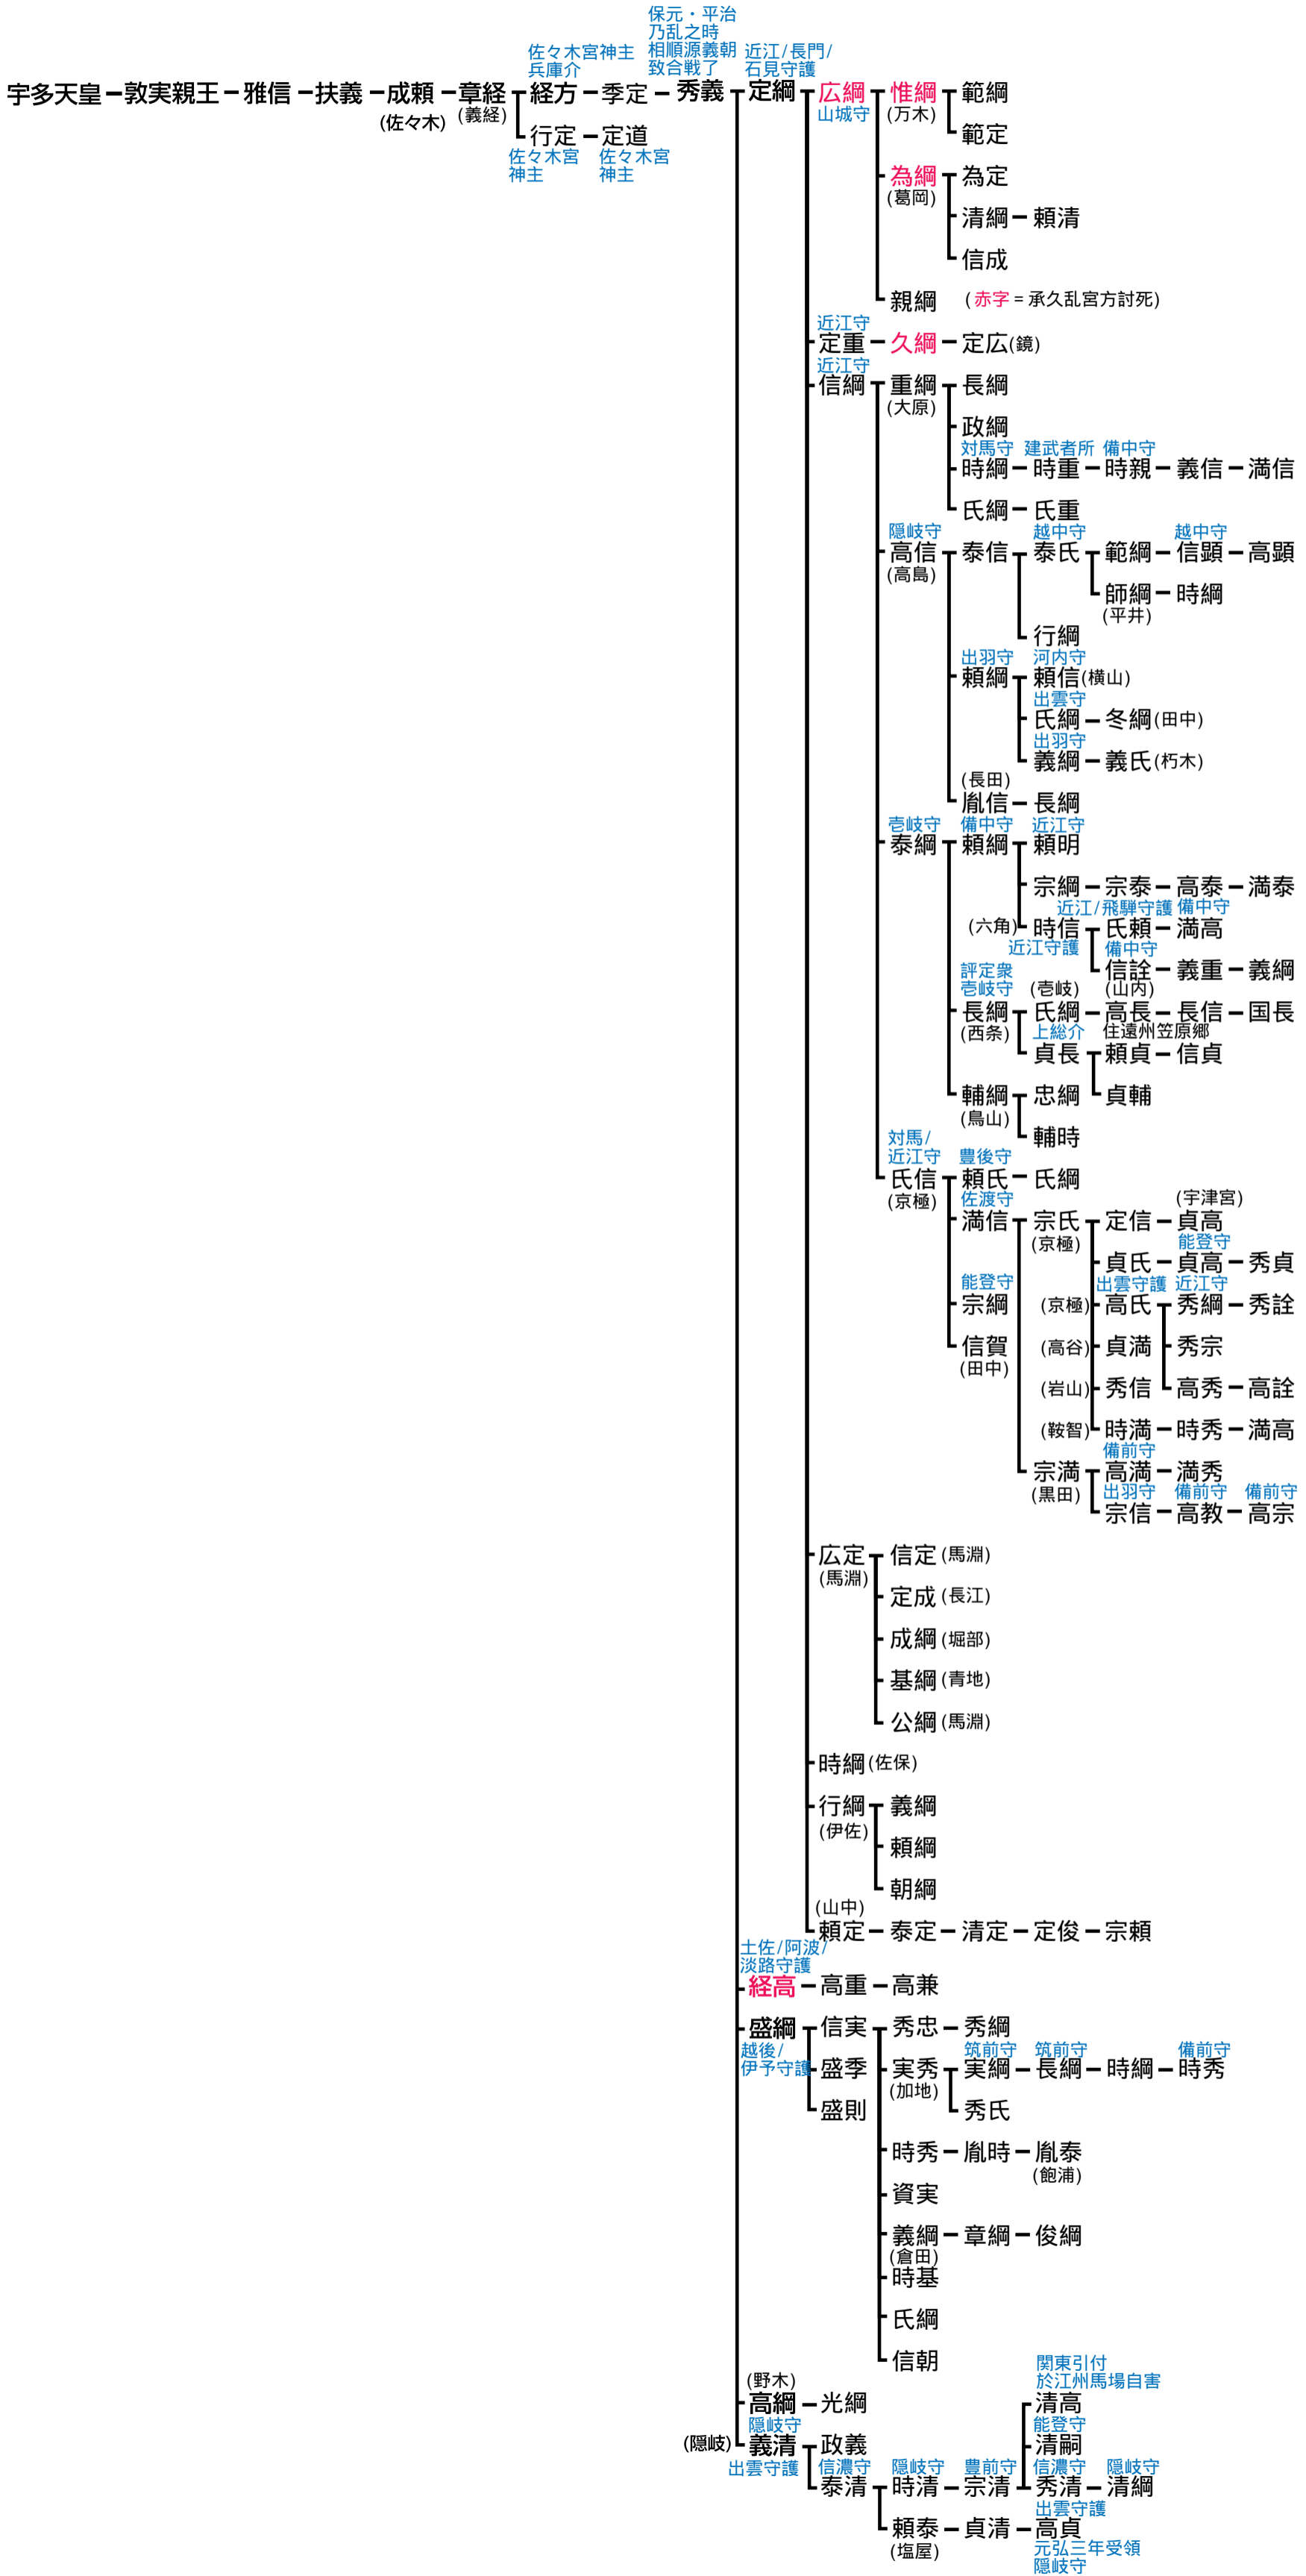 保元・平治
乃乱之時
相順源義朝
致合戦了
佐々木宮神主
兵庫介
近江/長門/
石見守護
宇多天皇 敦実親王 雅信 扶義 成頼 章経 経方 季定 秀義 定綱 広綱 惟綱 範綱
(佐々木) (義経) 山城守 (万木)
行定 定道 範定
佐々木宮
神主
佐々木宮
神主
為綱 為定
(葛岡)
清綱 頼清
信成
親綱 (赤字=承久乱宮方討死)
近江守
定重 久綱 定広(鏡)
近江守
信綱 重綱 長綱
(大原)
政綱
対馬守 建武者所 備中守
時綱 時重 時親 義信 満信
氏綱 氏重
隠岐守 越中守 越中守
高信 泰信 泰氏 範綱 信顕 高顕
(高島)
師綱 時綱
(平井)
行綱
出羽守 河内守
頼綱 頼信(横山)
出雲守
氏綱 冬綱(田中)
出羽守
義綱 義氏(朽木)
(長田)
胤信 長綱
壱岐守 備中守 近江守
泰綱 頼綱 頼明
宗綱 宗泰 高泰 満泰
近江/飛騨守護 備中守
(六角) 時信 氏頼 満高
近江守護 備中守
信詮 義重 義綱
評定衆
壱岐守 (壱岐) (山内)
長綱 氏綱 高長 長信 国長
(西条) 上総介 住遠州笠原郷
貞長 頼貞 信貞
輔綱 忠綱 貞輔
(鳥山)
輔時
対馬/
近江守 豊後守
氏信 頼氏 氏綱
(京極) 佐渡守 (宇津宮)
満信 宗氏 定信 貞高
(京極) 能登守
貞氏 貞高 秀貞
能登守 出雲守護 近江守
宗綱 (京極) 高氏 秀綱 秀詮
信賀 (高谷) 貞満 秀宗
(田中)
(岩山) 秀信 高秀 高詮
(鞍智) 時満 時秀 満高
備前守
宗満 高満 満秀
(黒田) 出羽守 備前守 備前守
宗信 高教 高宗
広定 信定(馬淵)
(馬淵)
定成(長江)
成綱(堀部)
基綱(青地)
公綱(馬淵)
時綱(佐保)
行綱 義綱
(伊佐)
頼綱
朝綱
(山中)
頼定 泰定 清定 定俊 宗頼
土佐/阿波/
淡路守護
経高 高重 高兼
盛綱 信実 秀忠 秀綱
越後/
伊予守護
筑前守 筑前守 備前守
盛季 実秀 実綱 長綱 時綱 時秀
(加地)
盛則 秀氏
時秀 胤時 胤泰
(飽浦)
資実
義綱 章綱 俊綱
(倉田)
時基
氏綱
信朝
関東引付
於江州馬場自害
(野木)
高綱 光綱 清高
隠岐守 能登守
(隠岐) 義清 政義 清嗣
出雲守護 信濃守 隠岐守 豊前守 信濃守 隠岐守
泰清 時清 宗清 秀清 清綱
出雲守護
頼泰 貞清 高貞
(塩屋) 元弘三年受領
隠岐守